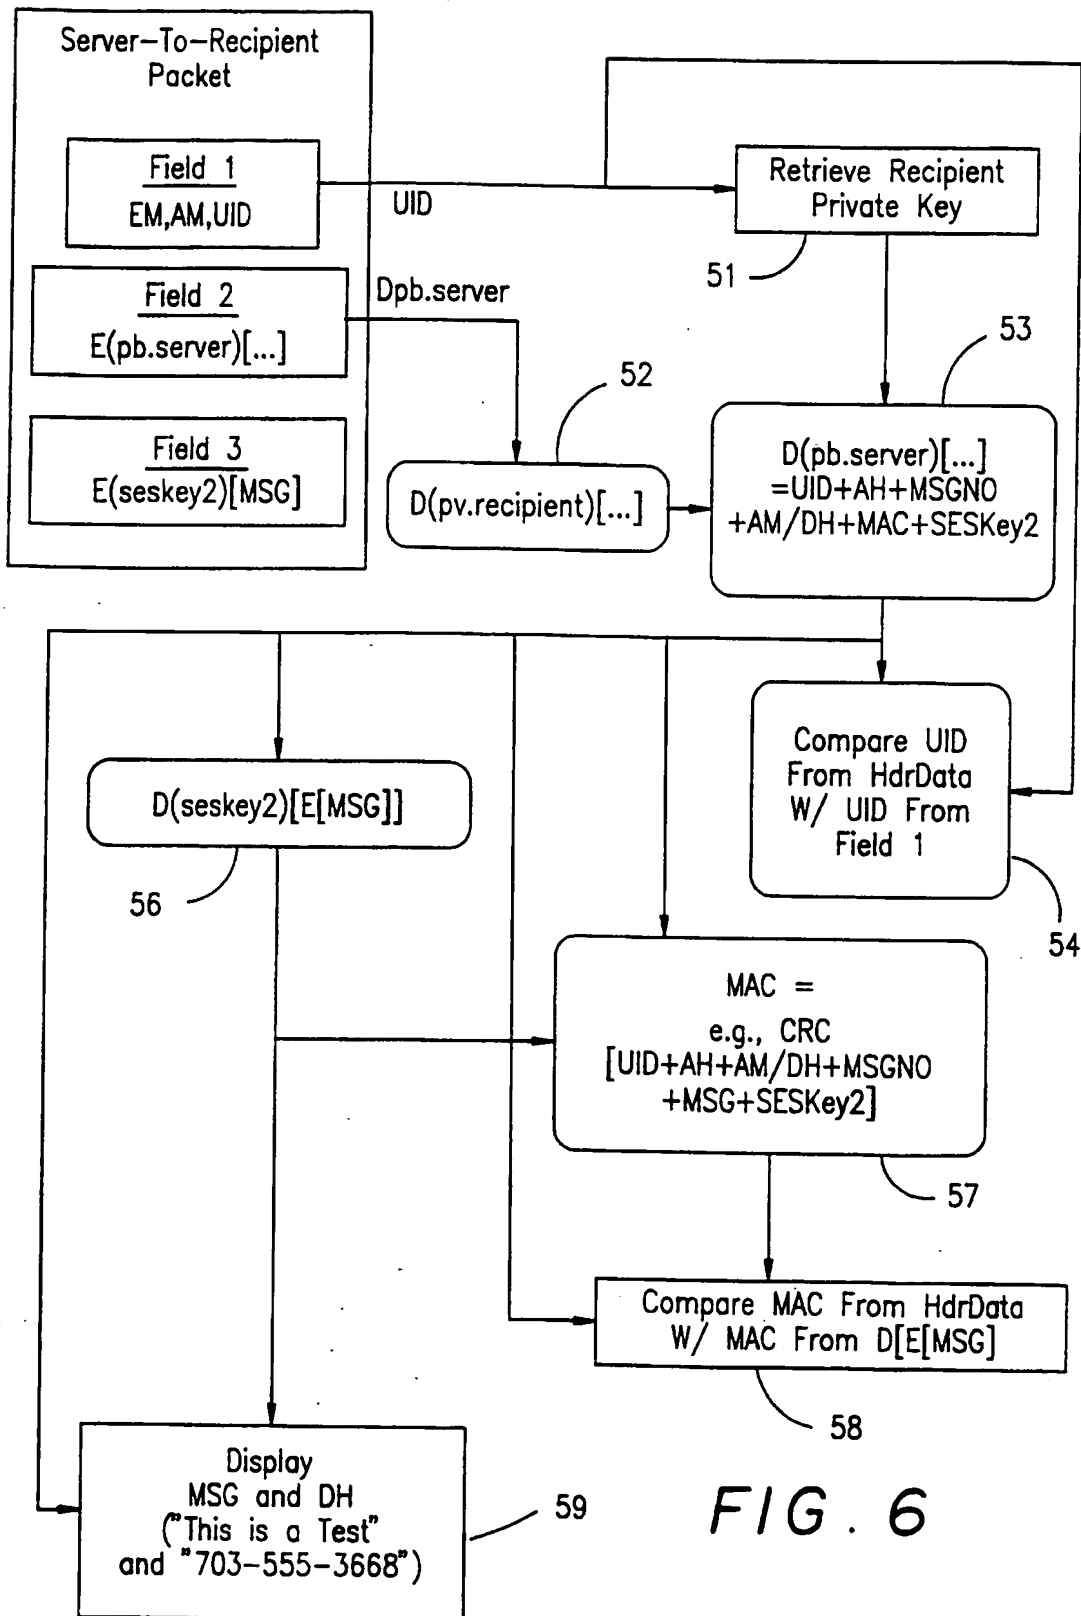 Server-To-Recipient
Packet
Field 1
EM,AM,UID
UID
Retrieve Recipient
Private Key
51
Field 2
E(pb.server)[...]
Dpb.server
52
53
Field 3
E(seskey2)[MSG]
D(pv.recipient)[...]
D(pb.server)[...]
=UID+AH+MSGNO
+AM/DH+MAC+SESKey2
Compare UID
From HdrData
W/ UID From
Field 1
54
D(seskey2)[E[MSG]]
56
MAC =
e.g., CRC
[UID+AH+AM/DH+MSGNO
+MSG+SESKey2]
57
Compare MAC From HdrData
W/ MAC From D[E[MSG]
58
Display
MSG and DH
("This is a Test"
and "703-555-3668")
59
FIG. 6